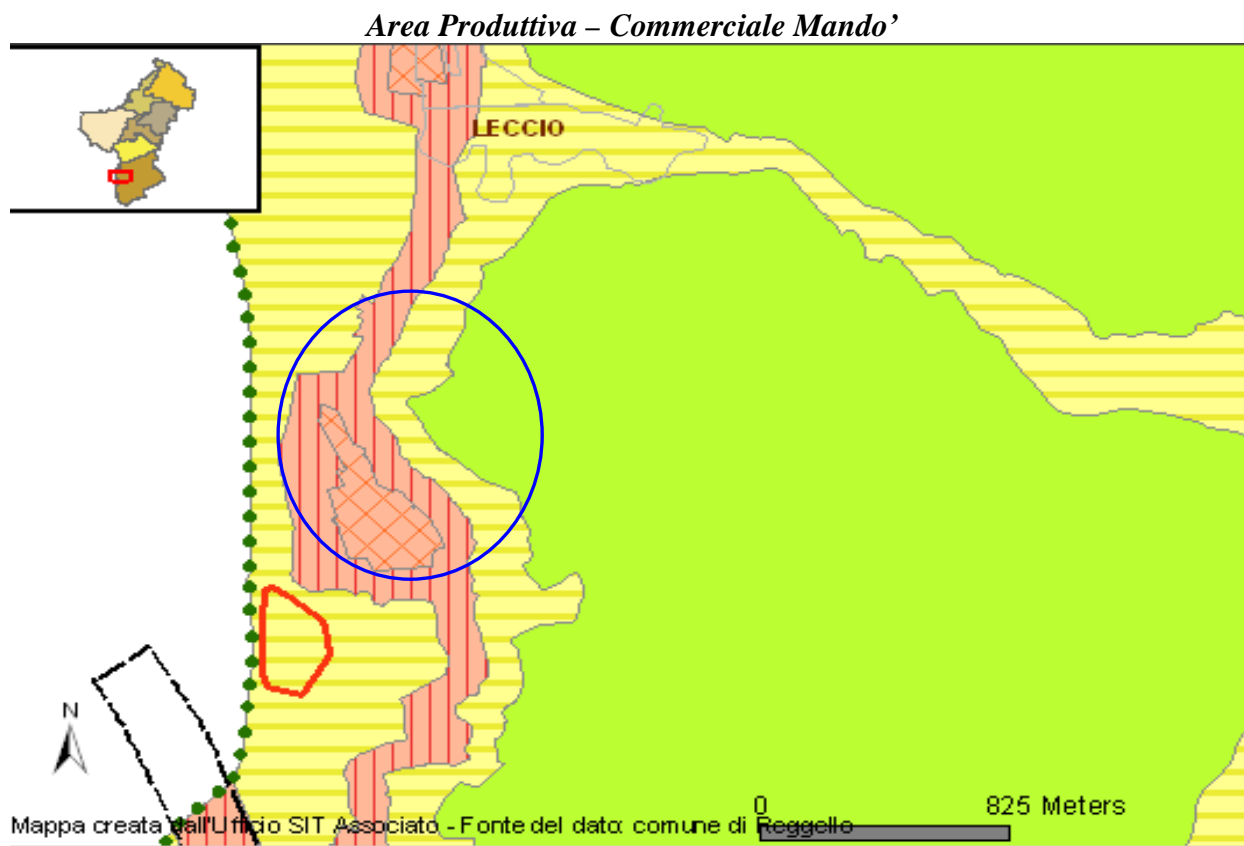 Area Produttiva – Commerciale Mando’
LECCIO
N
0 825 Meters
Mappa creata dall'Ufficio SIT Associato - Fonte del dato: comune di Reggello